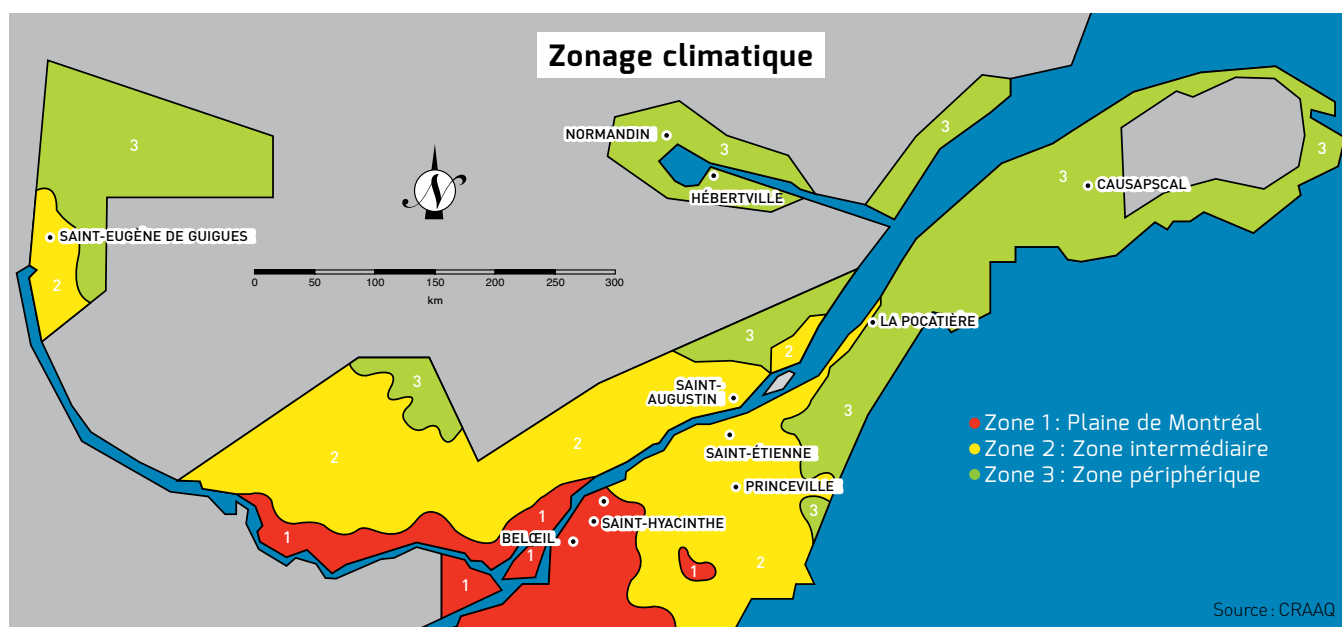 Zonage climatique
3
NORMANDIN
3
3
3
3
CAUSAPSCAL
HÉBERTVILLE
SAINT-EUGÈNE DE GUIGUES
2
0 50 100 150 200 250 300
km
LA POCATIÈRE
3
2
3
SAINT-
AUGUSTIN
3
2
2
SAINT-ÉTIENNE
PRINCEVILLE
3
1
SAINT-HYACINTHE
BELŒIL
1
1
1
1
2
Zone 1 : Plaine de Montréal
Zone 2 : Zone intermédiaire
Zone 3 : Zone périphérique
Source : CRAAQ